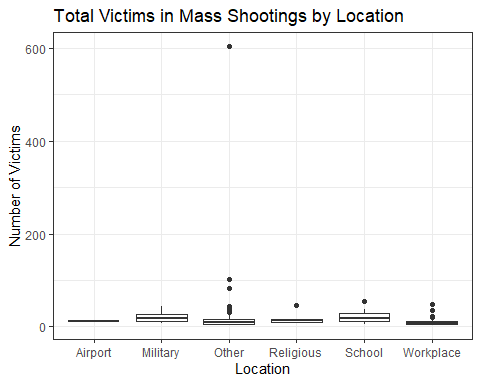 Total Victims in Mass Shootings by Location
Number of Victims
600
400
200
0
Airport Military Other Religious School Workplace
Location